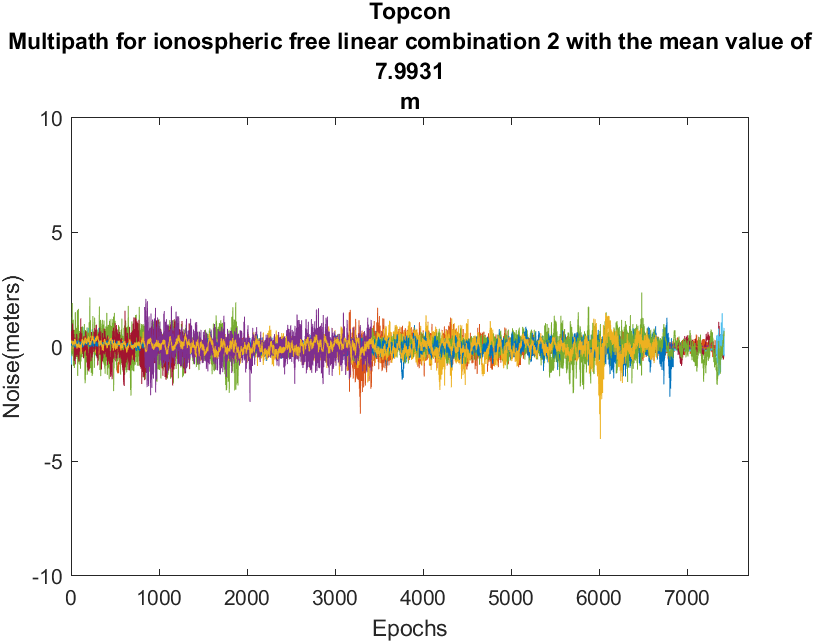 Topcon
Multipath for ionospheric free linear combination 2 with the mean value of
7.9931
m
10
5
0
-5
-10
Noise(meters)
0 1000 2000 3000 4000 5000 6000 7000
Epochs